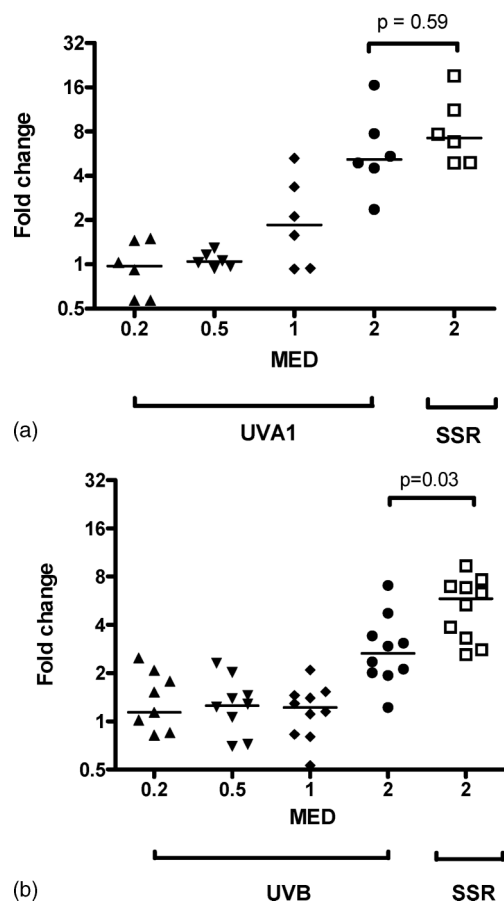 p = 0.59
32
16
8
4
2
1
0.5
Fold change
0.2 0.5 1 2 2
MED
UVA1 SSR
(a)
p=0.03
32
16
8
4
2
1
0.5
Fold change
0.2 0.5 1 2 2
MED
UVB SSR
(b)